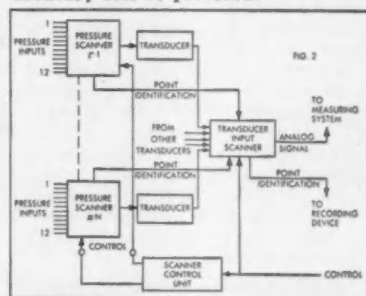 1
PRESSURE
INPUTS
12
PRESSURE
SCANNER
#1
TRANSDUCER
FIG. 2
POINT
IDENTIFICATION
FROM
OTHER
TRANSDUCERS
TRANSDUCER
INPUT
SCANNER
TO
MEASURING
SYSTEM
ANALOG
SIGNAL
POINT
IDENTIFICATION
POINT
IDENTIFICATION
TO
RECORDING
DEVICE
1
PRESSURE
INPUTS
12
PRESSURE
SCANNER
#N
TRANSDUCER
CONTROL
SCANNER
CONTROL
UNIT
CONTROL